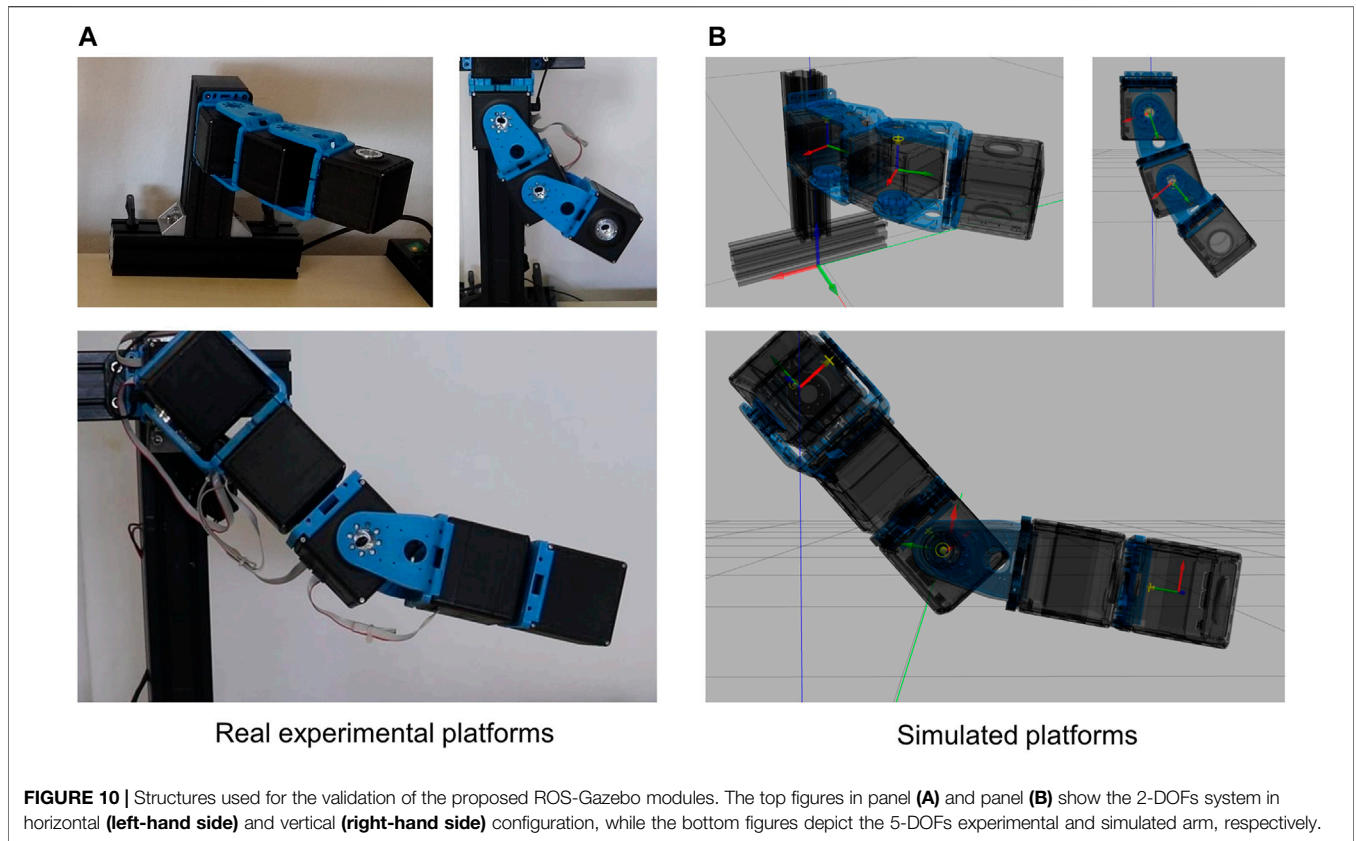 A
B
Real experimental platforms
Simulated platforms
FIGURE 10 | Structures used for the validation of the proposed ROS-Gazebo modules. The top figures in panel (A) and panel (B) show the 2-DOFs system in
horizontal (left-hand side) and vertical (right-hand side) configuration, while the bottom figures depict the 5-DOFs experimental and simulated arm, respectively.